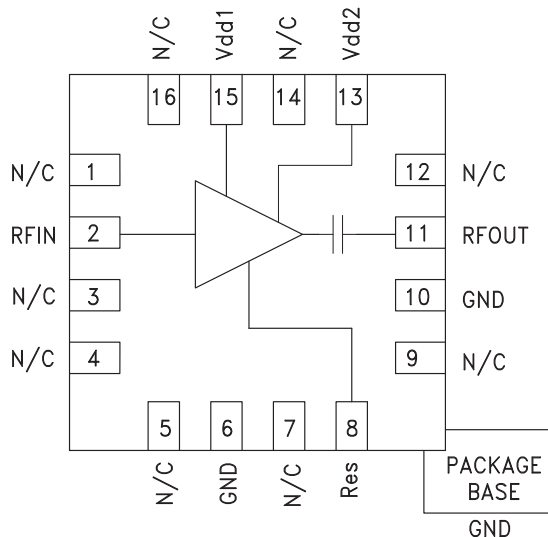 N/C
Vdd1
N/C
Vdd2
16
15
14
13
N/C
1
12
N/C
RFIN
2
11
RFOUT
N/C
3
10
GND
N/C
4
9
N/C
5
6
7
8
N/C
GND
N/C
Res
PACKAGE
BASE
GND